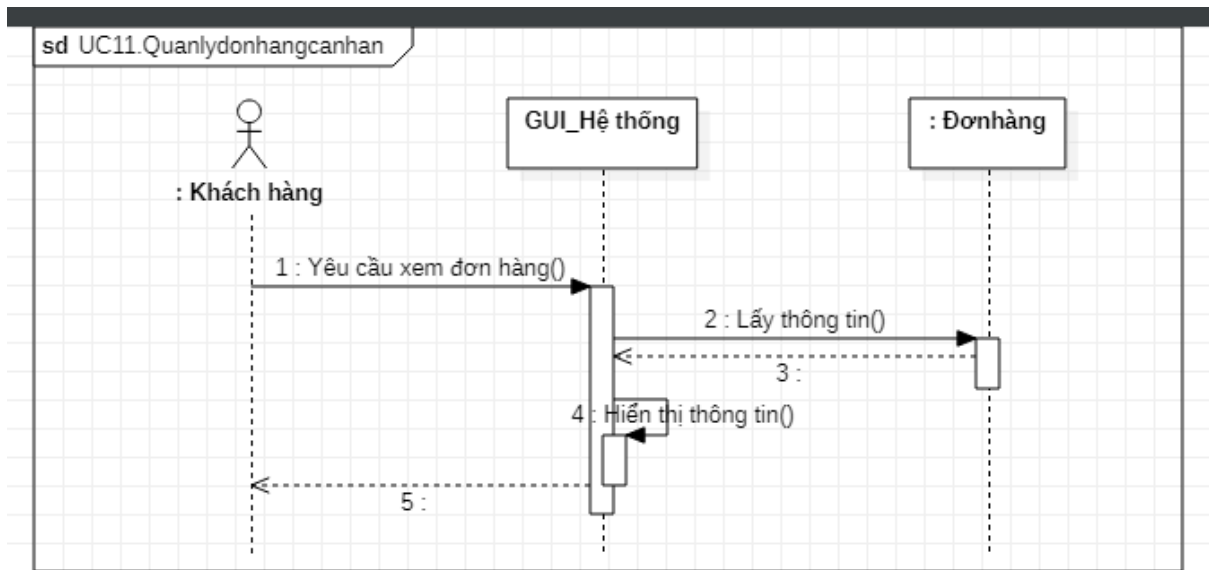 sd UC11.Quanlydonhangcanhan
GUI_Hệ thống
: Đơnhàng
: Khách hàng
1 : Yêu cầu xem đơn hàng()
2 : Lấy thông tin()
3 :
4 : Hiển thị thông tin()
5 :